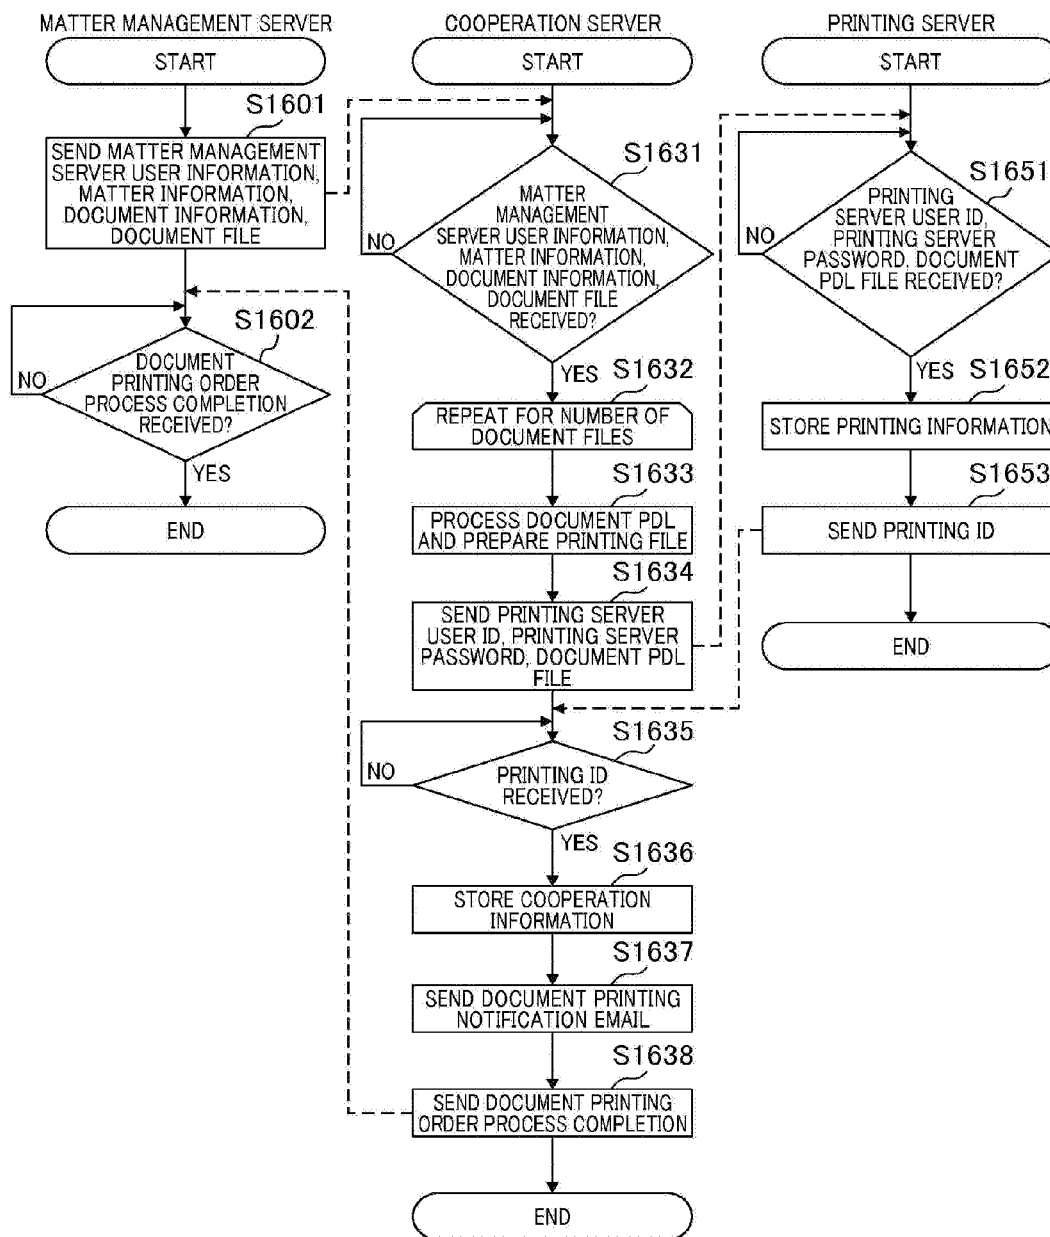 MATTER MANAGEMENT SERVER
START
S1601
SEND MATTER MANAGEMENT
SERVER USER INFORMATION,
MATTER INFORMATION,
DOCUMENT INFORMATION,
DOCUMENT FILE
S1602
DOCUMENT
PRINTING ORDER
PROCESS COMPLETION
RECEIVED?
NO
YES
END
COOPERATION SERVER
START
S1631
MATTER
MANAGEMENT
SERVER USER INFORMATION,
MATTER INFORMATION,
DOCUMENT INFORMATION,
DOCUMENT FILE
RECEIVED?
NO
YES
S1632
REPEAT FOR NUMBER OF
DOCUMENT FILES
S1633
PROCESS DOCUMENT PDL
AND PREPARE PRINTING FILE
S1634
SEND PRINTING SERVER
USER ID, PRINTING SERVER
PASSWORD, DOCUMENT PDL
FILE
S1635
PRINTING ID
RECEIVED?
NO
YES
S1636
STORE COOPERATION
INFORMATION
S1637
SEND DOCUMENT PRINTING
NOTIFICATION EMAIL
S1638
SEND DOCUMENT PRINTING
ORDER PROCESS COMPLETION
END
PRINTING SERVER
START
S1651
PRINTING
SERVER USER ID,
PRINTING SERVER
PASSWORD, DOCUMENT
PDL FILE RECEIVED?
NO
YES
S1652
STORE PRINTING INFORMATION
S1653
SEND PRINTING ID
END